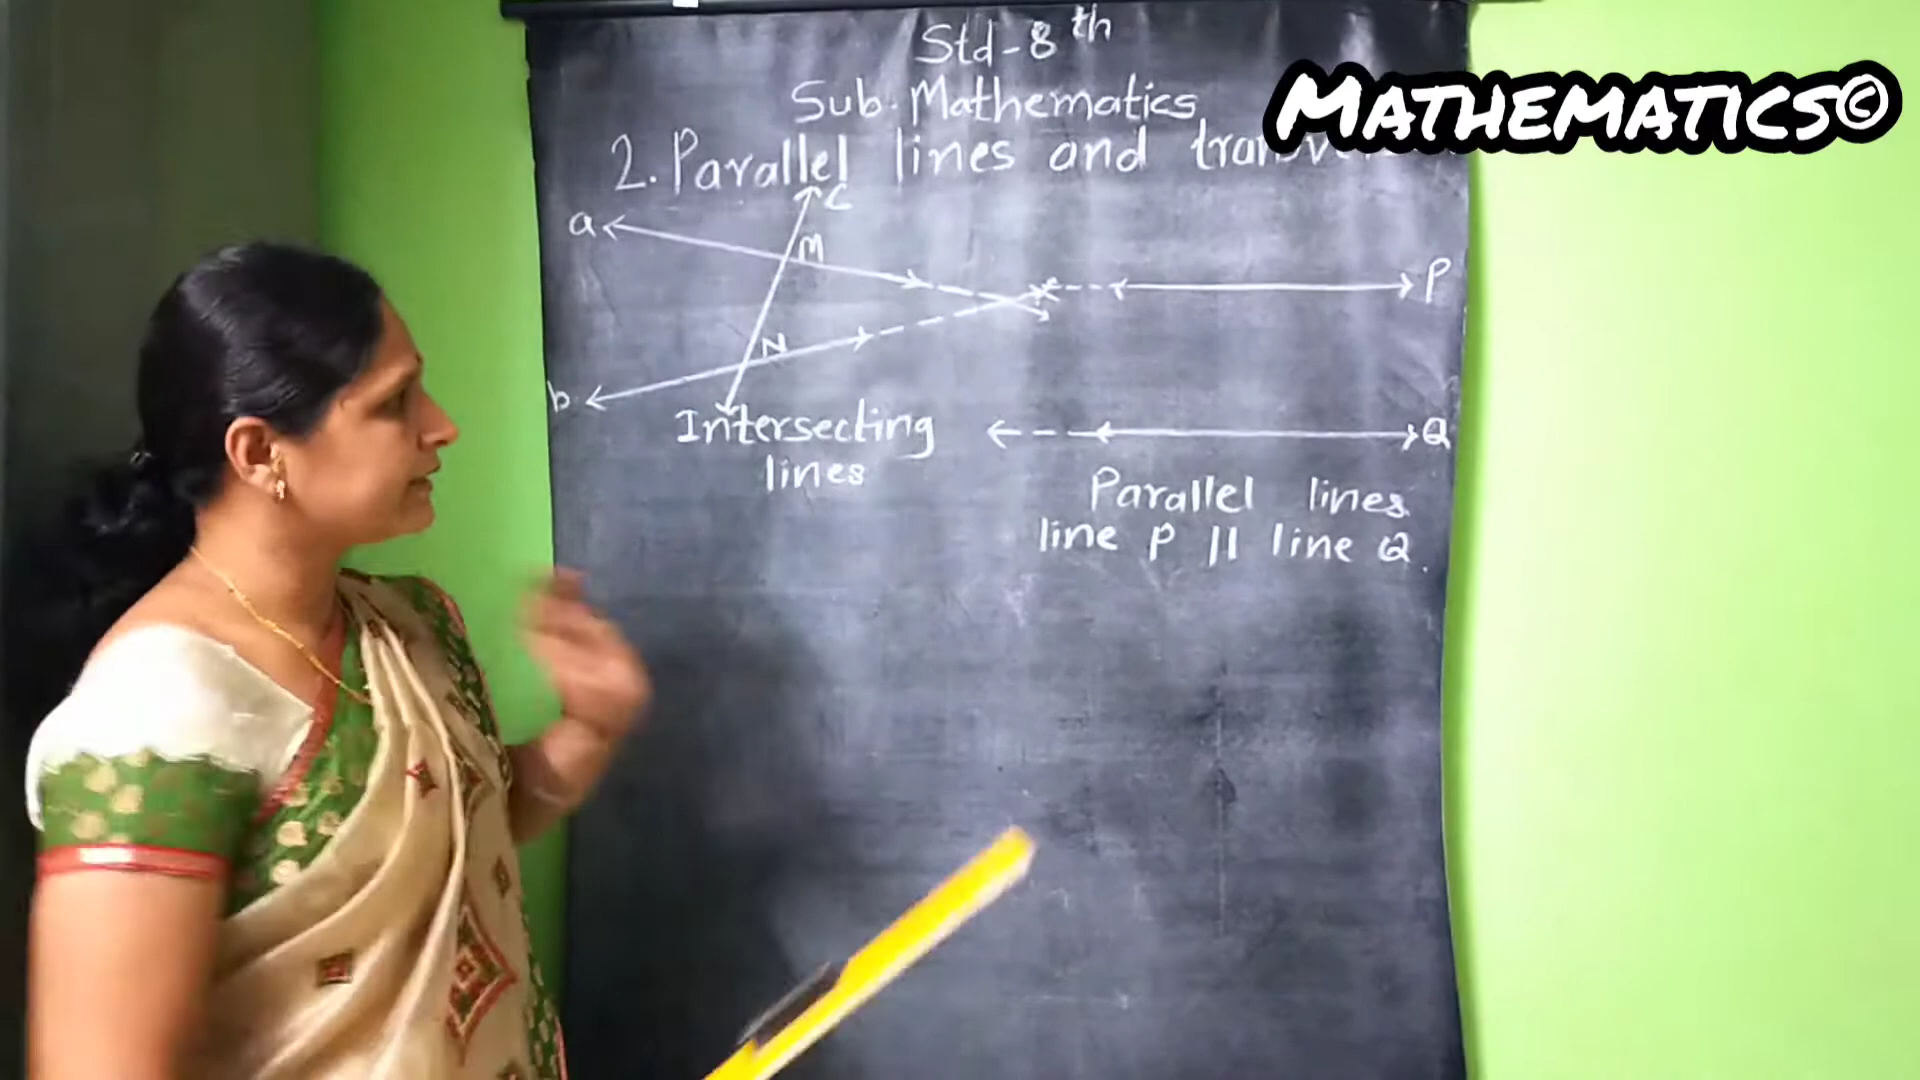 Std-8th
Sub. Mathematics
MATHEMATICS©
2. Parallel lines and
C
a
M
P
N
b
Intersecting
lines
Q
Parallel lines
line P || line Q.